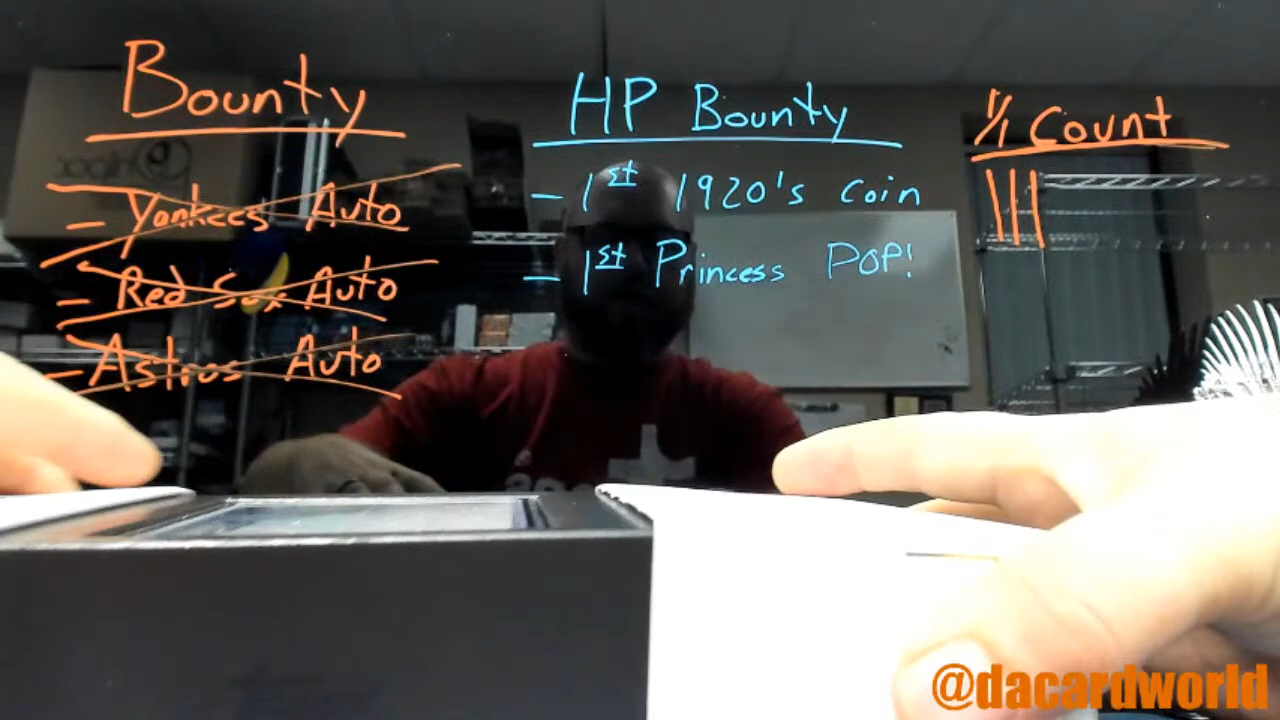 Bounty
- Yankees Auto
- Red Sox Auto
- Astros Auto
HP Bounty
- 1st 1920's coin
- 1st Princess POP!
1/1 Count
|||
@dacardworld